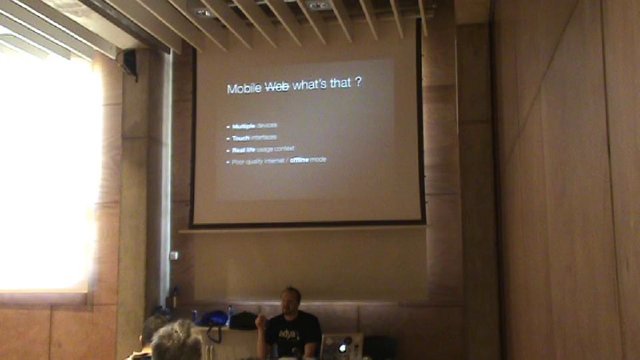 Mobile Web what's that ?
- Multiple devices
- Touch interfaces
- Real life usage context
- Poor quality internet / offline mode